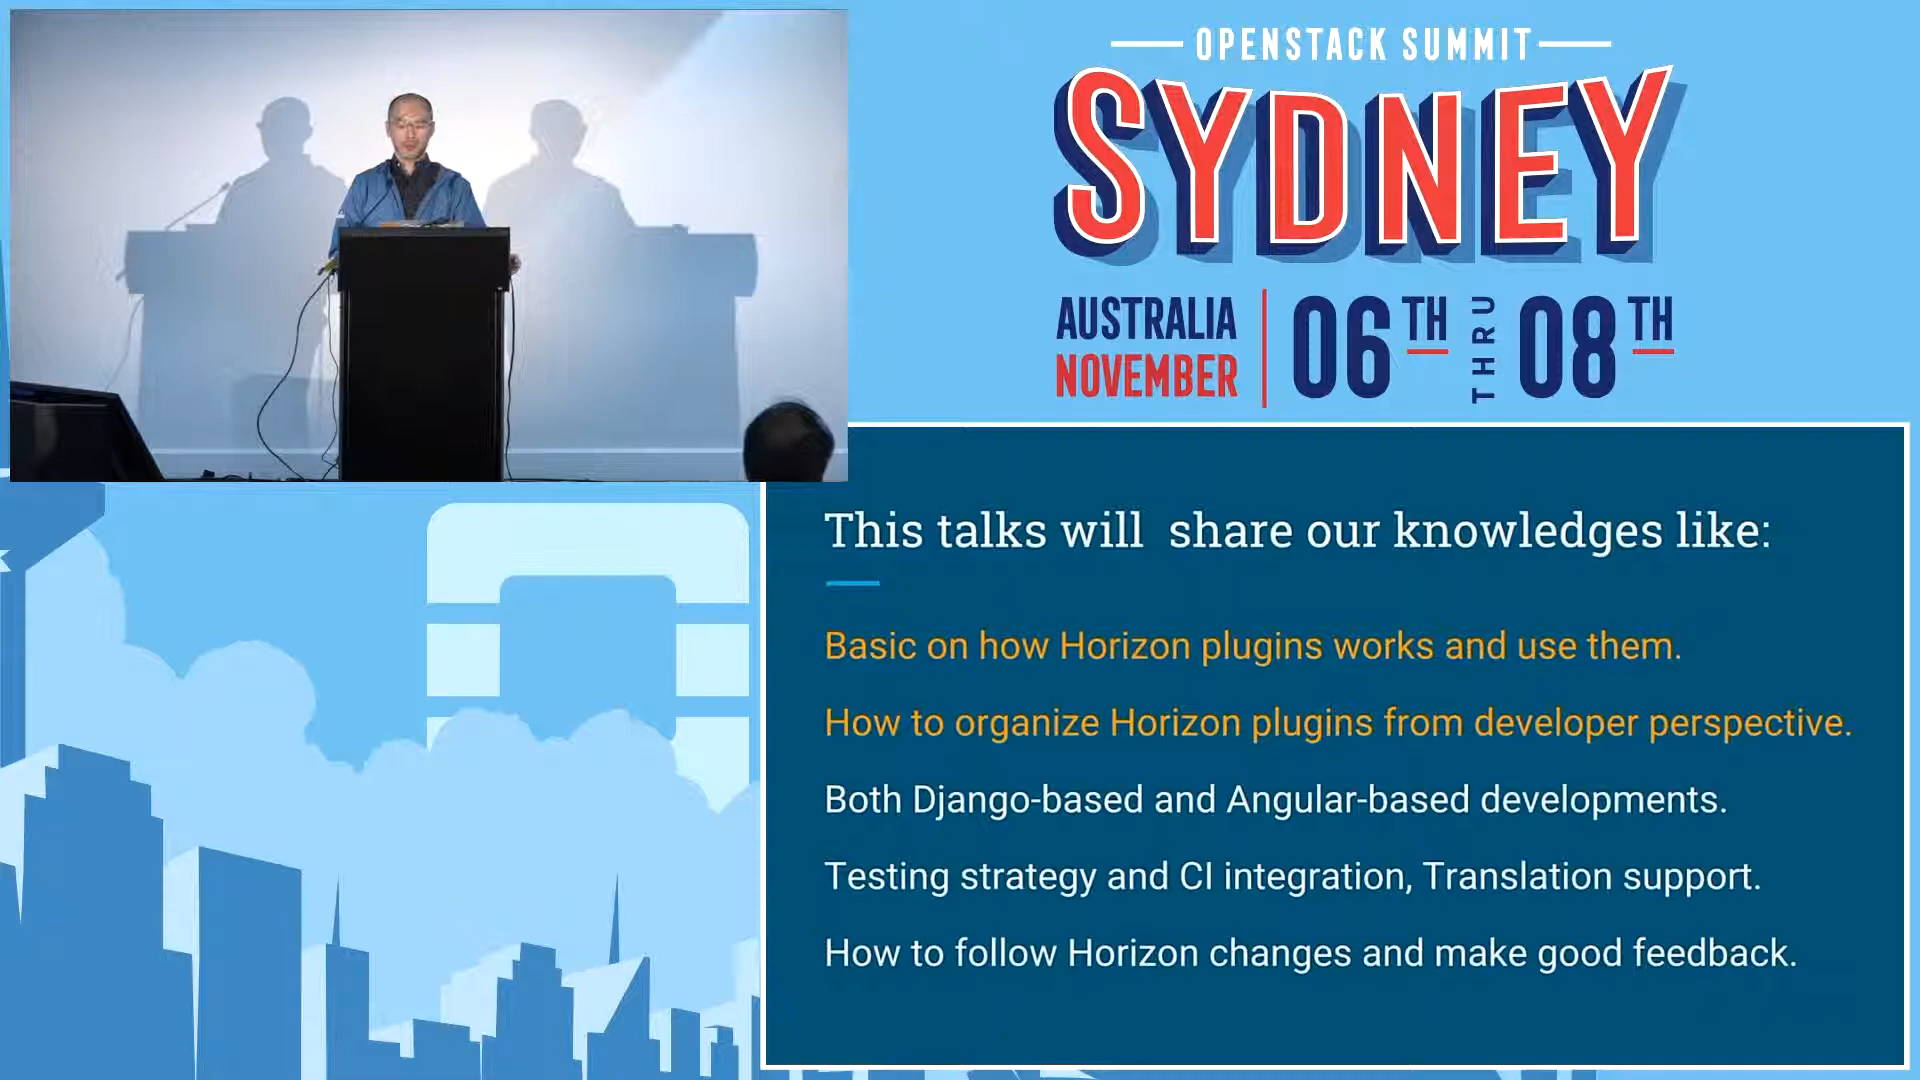 OPENSTACK SUMMIT
SYDNEY
AUSTRALIA
NOVEMBER
06TH THRU 08TH
This talks will  share our knowledges like:
Basic on how Horizon plugins works and use them.
How to organize Horizon plugins from developer perspective.
Both Django-based and Angular-based developments.
Testing strategy and CI integration, Translation support.
How to follow Horizon changes and make good feedback.